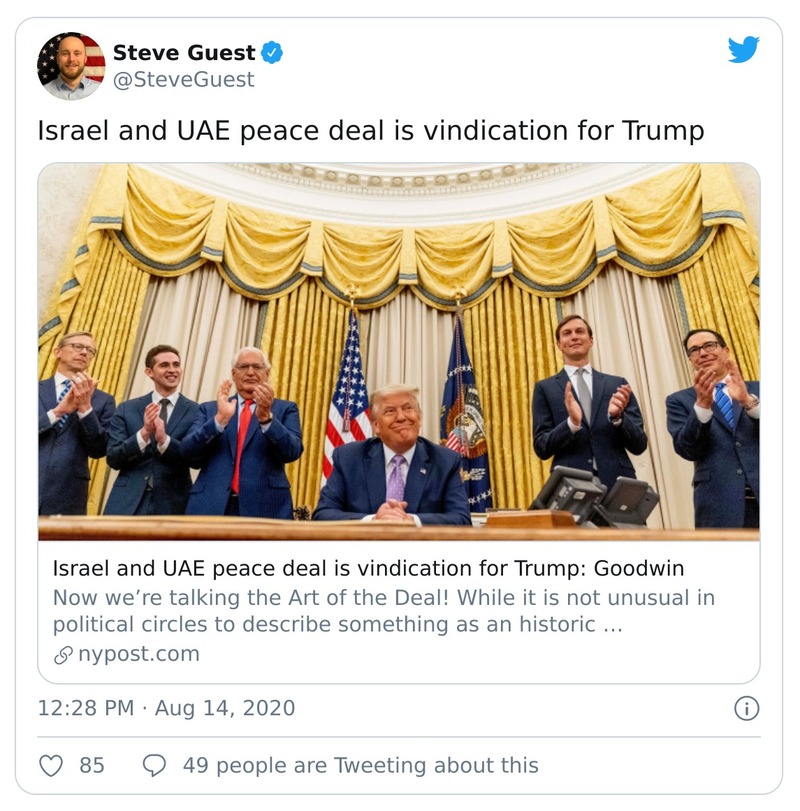 Steve Guest
@SteveGuest
Israel and UAE peace deal is vindication for Trump
Israel and UAE peace deal is vindication for Trump: Goodwin
Now we’re talking the Art of the Deal! While it is not unusual in
political circles to describe something as an historic ...
nypost.com
12:28 PM · Aug 14, 2020
85
49 people are Tweeting about this